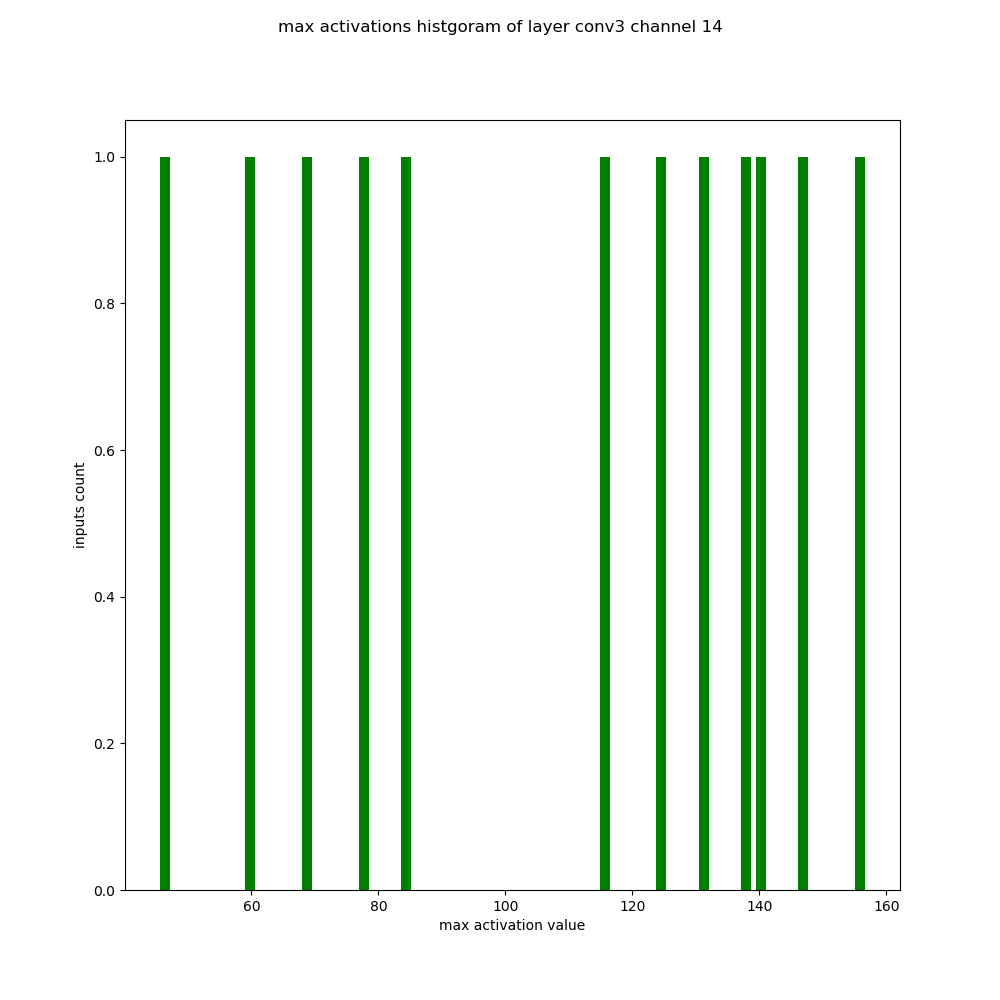 max activations histgoram of layer conv3 channel 14
1.0
0.8
0.6
0.4
0.2
0.0
inputs count
60 80 100 120 140 160
max activation value